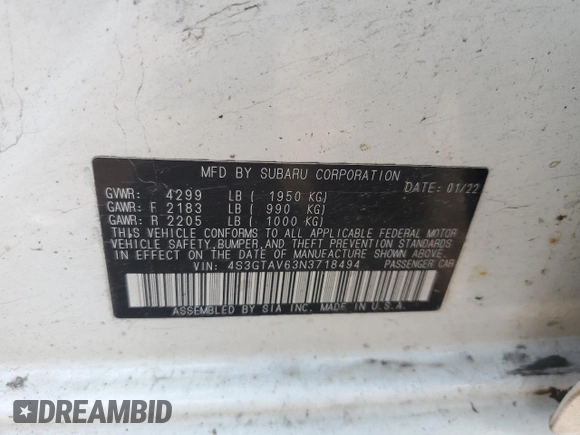 MFD BY SUBARU CORPORATION
DATE: 01/22
GVWR: 4299 LB ( 1950 KG)
GAWR: F 2183 LB ( 990 KG)
GAWR: R 2205 LB ( 1000 KG)
THIS VEHICLE CONFORMS TO ALL APPLICABLE FEDERAL MOTOR
VEHICLE SAFETY,BUMPER,AND THEFT PREVENTION STANDARDS
IN EFFECT ON THE DATE OF MANUFACTURE SHOWN ABOVE.
VIN: 4S3GTAV63N3718494 PASSENGER CAR
ASSEMBLED BY SIA INC. MADE IN U.S.A.
DREAMBID